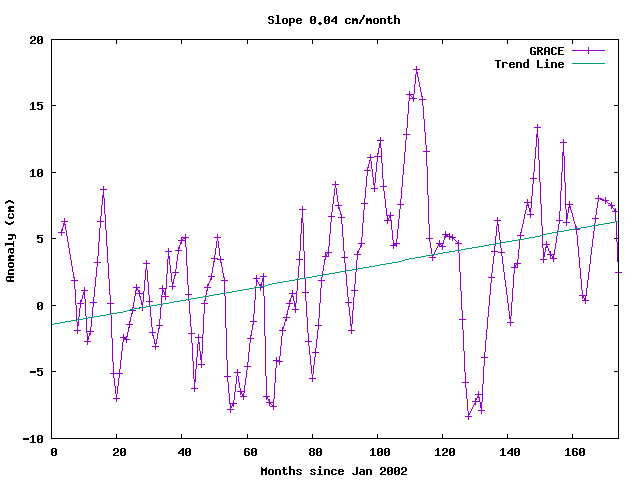 Slope 0.04 cm/month
GRACE
Trend Line
20
15
10
5
0
-5
-10
Anomaly (cm)
0 20 40 60 80 100 120 140 160
Months since Jan 2002